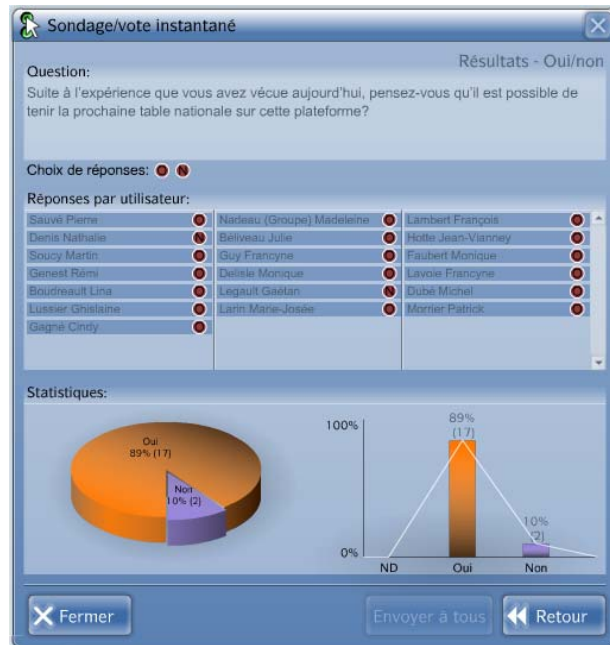 Sondage/vote instantané
Résultats - Oui/non
Question:
Suite à l'expérience que vous avez vécue aujourd'hui, pensez-vous qu'il est possible de
tenir la prochaine table nationale sur cette plateforme?
Choix de réponses: O N
Réponses par utilisateur:
Sauvé Pierre O Nadeau (Groupe) Madeleine O Lambert François O
Denis Nathalie N Béliveau Julie O Hotte Jean-Vianney O
Soucy Martin O Guy Francyne O Faubert Monique O
Genest Rémi O Delisle Monique O Lavoie Francyne O
Boudreault Lina O Legault Gaétan N Dubé Michel O
Lussier Ghislaine O Larin Marie-Josée O Morrier Patrick O
Gagné Cindy O
Statistiques:
Oui
89% (17)
Non
10% (2)
100%
0%
89%
(17)
10%
(2)
ND Oui Non
Fermer Envoyer à tous Retour